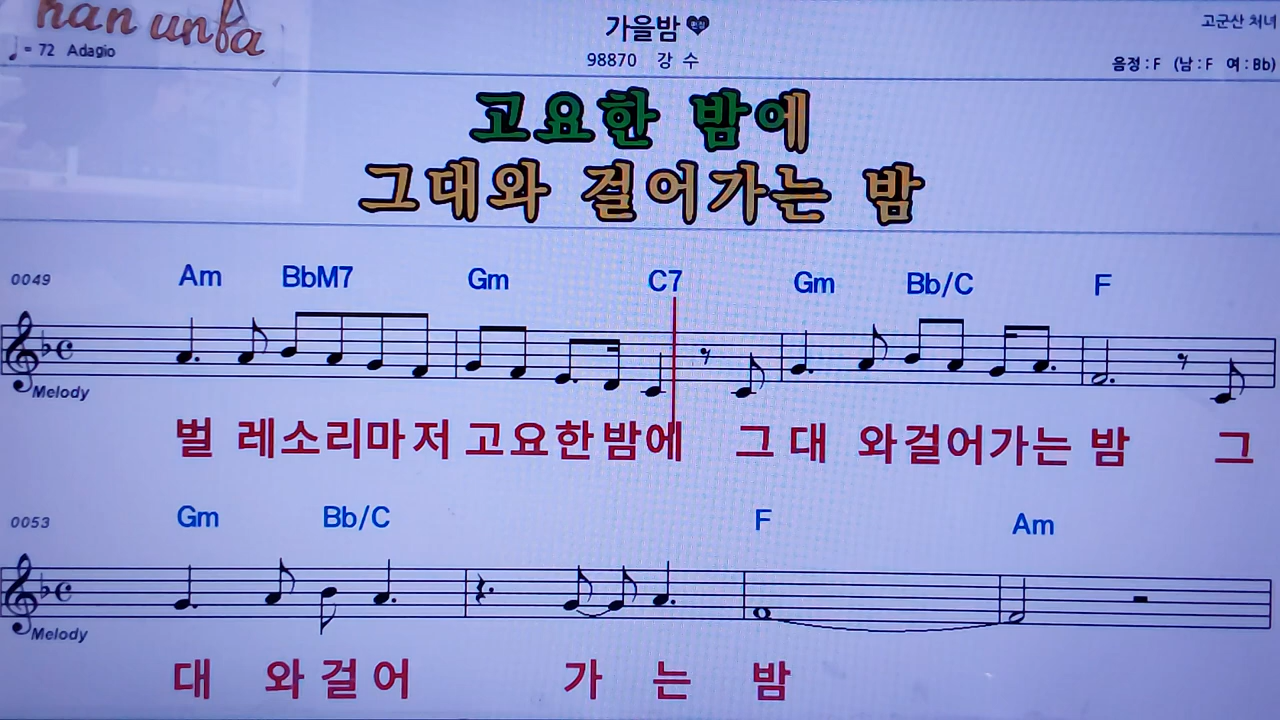 han unfa
가을밤
고군산 처녀
♩= 72 Adagio
98870 강 수
음정 : F (남 : F 여 : Bb)
고요한 밤에
그대와 걸어가는 밤
0049 Am BbM7 Gm C7 Gm Bb/C F
Melody
벌 레소리마저 고요한밤에 그대 와걸어가는 밤 그
0053 Gm Bb/C F Am
Melody
대 와걸어 가 는 밤